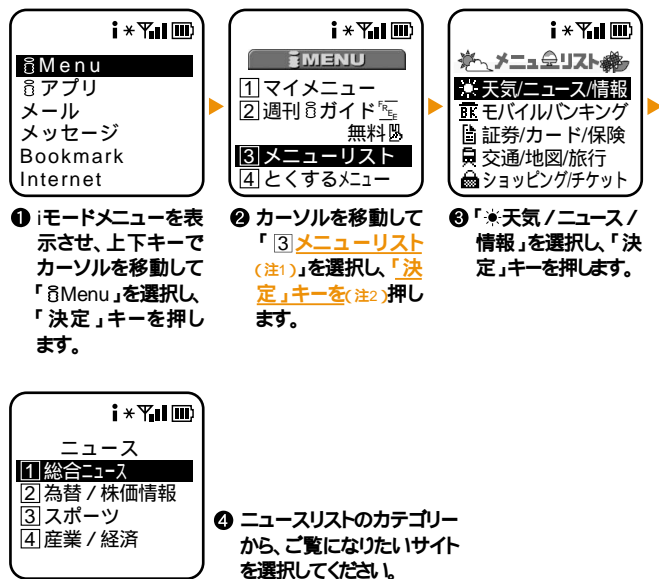 iMenu
iアプリ
メール
メッセージ
Bookmark
Internet
❶ iモードメニューを表
示させ、上下キーで
カーソルを移動して
「iMenu」を選択し、
「決定」キーを押し
ます。
iMENU
1 マイメニュー
2 週刊iガイド FREE
無料
3 メニューリスト
4 とくするメニュー
❷ カーソルを移動して
「3メニューリスト
(注1)」を選択し、「決
定」キーを(注2)押し
ます。
メニューリスト
天気/ニュース/情報
BK モバイルバンキング
証券/カード/保険
交通/地図/旅行
ショッピング/チケット
❸「☀天気/ニュース/
情報」を選択し、「決
定」キーを押します。
ニュース
1 総合ニュース
2 為替/株価情報
3 スポーツ
4 産業/経済
❹ ニュースリストのカテゴリー
から、ご覧になりたいサイト
を選択してください。